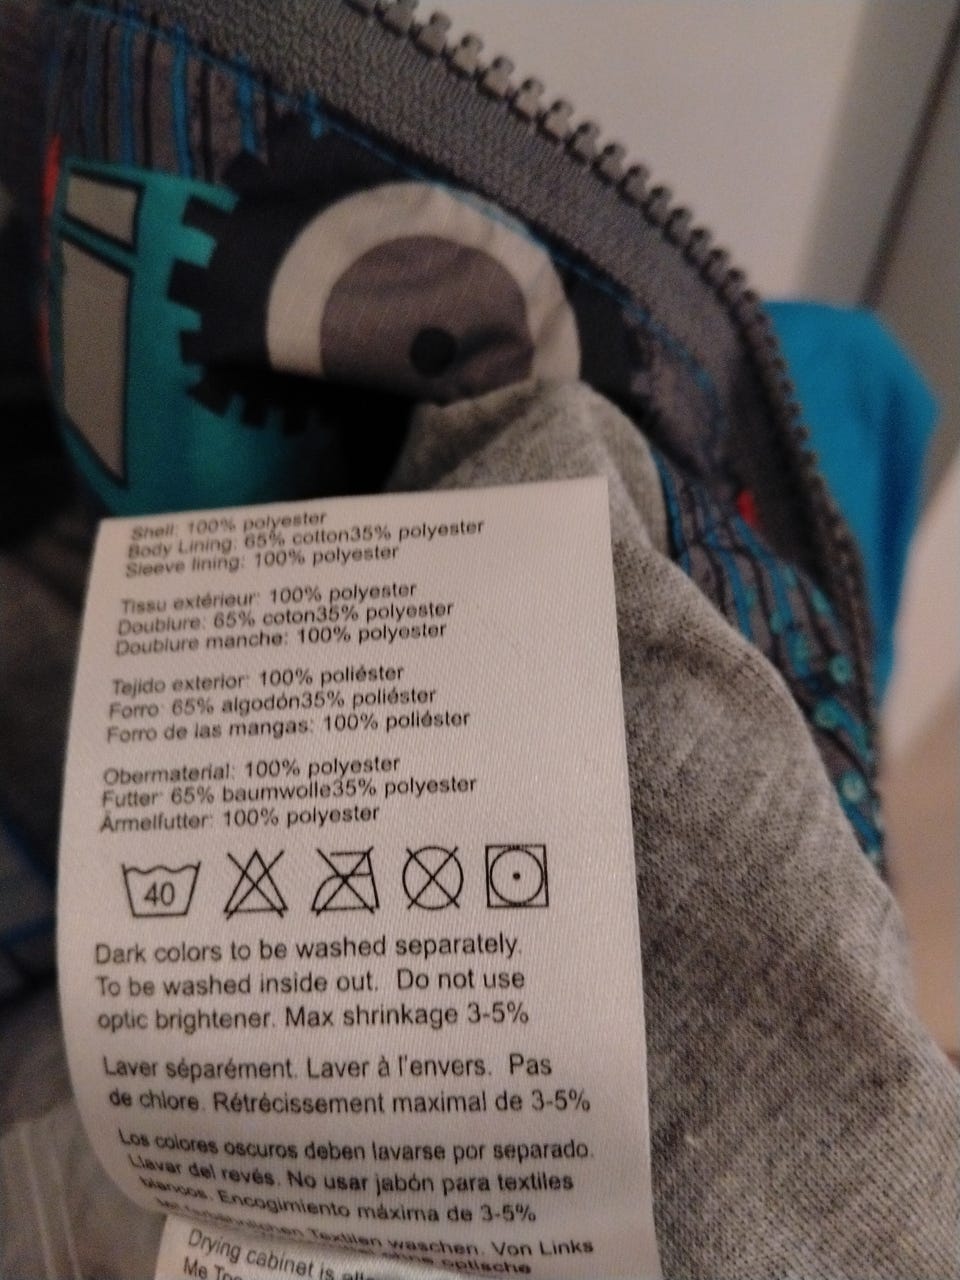 Shell: 100% polyester
Body Lining: 65% cotton35% polyester
Sleeve lining: 100% polyester
Tissu extérieur: 100% polyester
Doublure: 65% coton35% polyester
Doublure manche: 100% polyester
Tejido exterior: 100% poliéster
Forro: 65% algodón35% poliéster
Forro de las mangas: 100% poliéster
Obermaterial: 100% polyester
Futter: 65% baumwolle35% polyester
Ärmelfutter: 100% polyester
40
Dark colors to be washed separately.
To be washed inside out. Do not use
optic brightener. Max shrinkage 3-5%
Laver séparément. Laver à l'envers. Pas
de chlore. Rétrécissement maximal de 3-5%
Los colores oscuros deben lavarse por separado.
Llavar del revés. No usar jabón para textiles
blancos. Encogimiento máxima de 3-5%
Textilien waschen. Von Links
ohne optische
Drying cabinet is
Me